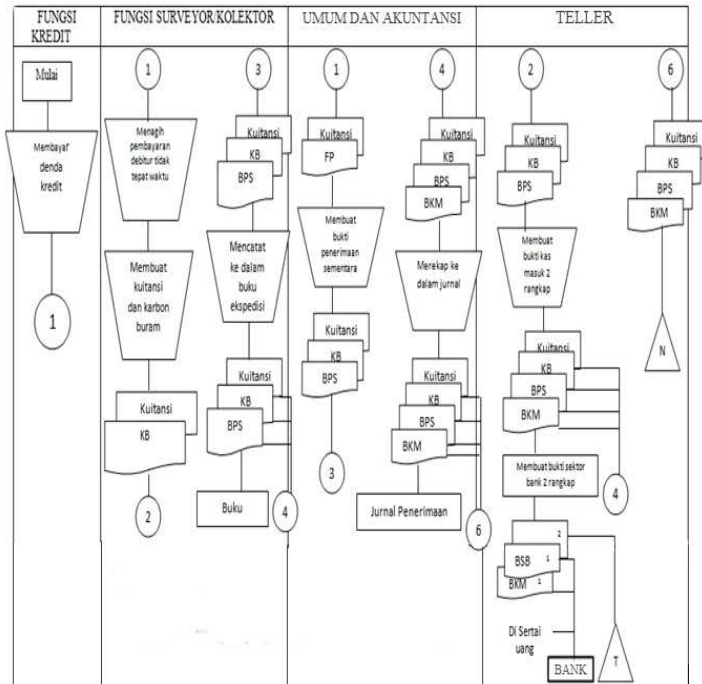 FUNGSI
KREDIT
FUNGSI SURVEYOR/KOLEKTOR
UMUM DAN AKUNTANSI
TELLER
Mulai
Membayar
denda
kredit
1
1
Menagih
pembayaran
debitur tidak
tepat waktu
Membuat
kuitansi
dan karbon
buram
Kuitansi
KB
2
3
Kuitansi
KB
BPS
Mencatat
ke dalam
buku
ekspedisi
Kuitansi
KB
BPS
Buku
4
1
Kuitansi
FP
Membuat
bukti
penerimaan
sementara
Kuitansi
KB
BPS
3
4
Kuitansi
KB
BPS
BKM
Merekap ke
dalam jurnal
Kuitansi
KB
BPS
BKM
Jurnal Penerimaan
6
2
Kuitansi
KB
BPS
Membuat
bukti kas
masuk 2
rangkap
Kuitansi
KB
BPS
BKM
Membuat bukti sektor
bank 2 rangkap
4
2
BSB 1
BKM 1
Di Sertai
uang
BANK
T
6
Kuitansi
KB
BPS
BKM
N